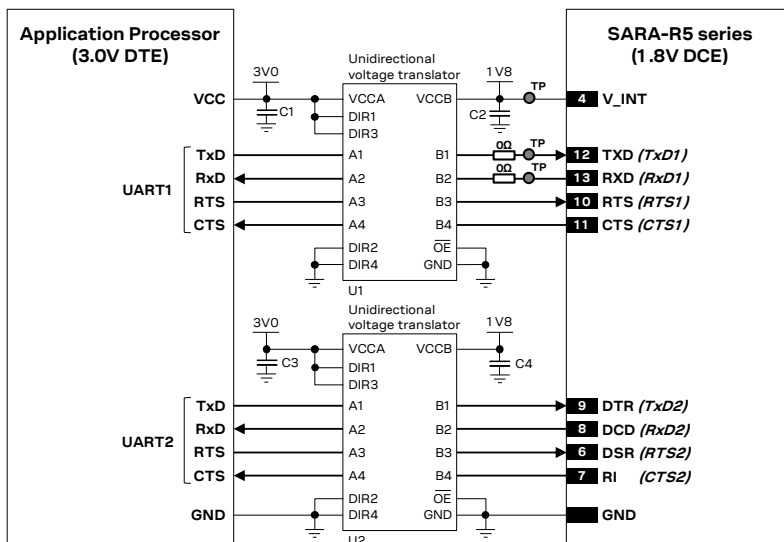 Application Processor
(3.0V DTE)
SARA-R5 series
(1.8V DCE)
Unidirectional
voltage translator
3V0
1V8
TP
VCC
C1
VCCA
VCCB
C2
4 V_INT
DIR1
DIR3
0Ω TP
TxD
A1
B1
12 TXD (TxD1)
0Ω TP
UART1
RxD
A2
B2
13 RXD (RxD1)
RTS
A3
B3
10 RTS (RTS1)
CTS
A4
B4
11 CTS (CTS1)
DIR2
OE
DIR4
GND
U1
Unidirectional
voltage translator
3V0
1V8
C3
VCCA
VCCB
C4
DIR1
DIR3
TxD
A1
B1
9 DTR (TxD2)
UART2
RxD
A2
B2
8 DCD (RxD2)
RTS
A3
B3
6 DSR (RTS2)
CTS
A4
B4
7 RI (CTS2)
DIR2
OE
GND
DIR4
GND
GND
U2